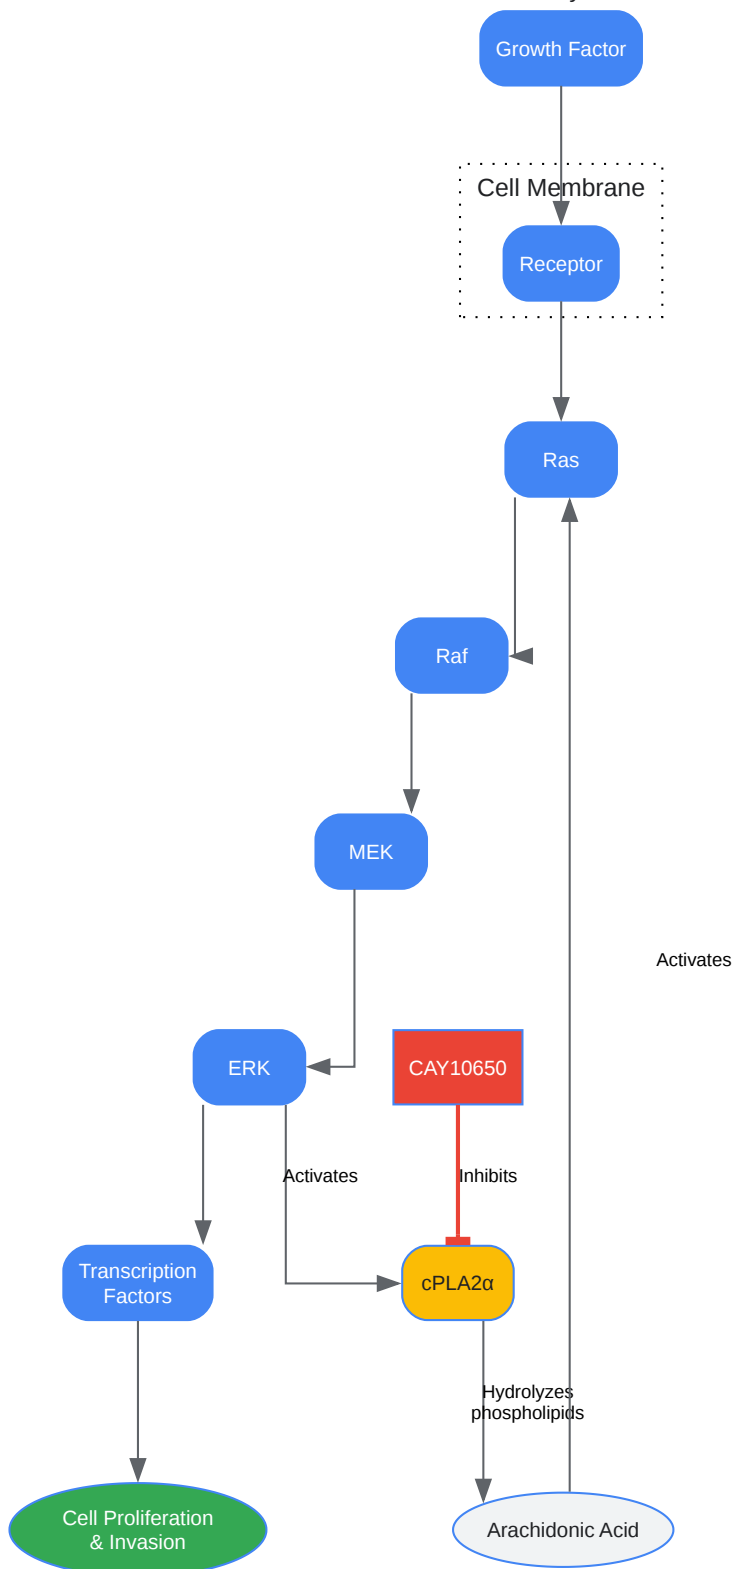 Growth Factor
Cell Membrane
Receptor
Ras
Raf
MEK
Activates
ERK
CAY10650
Activates
Inhibits
Transcription
Factors
cPLA2α
Hydrolyzes
phospholipids
Cell Proliferation
& Invasion
Arachidonic Acid